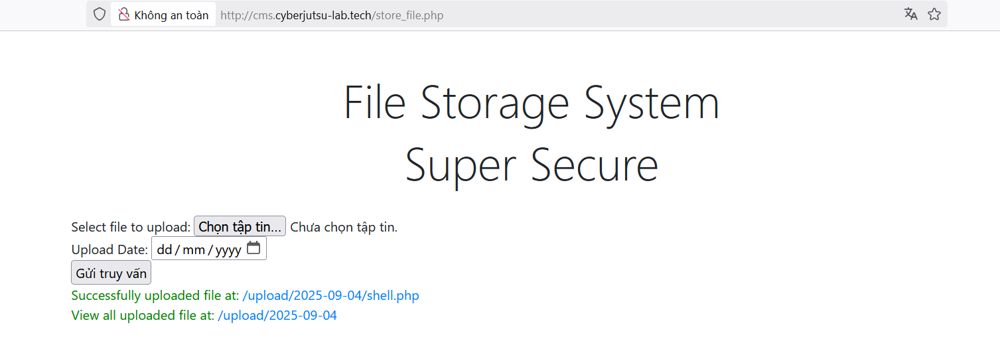 Không an toàn http://cms.cyberjutsu-lab.tech/store_file.php
File Storage System
Super Secure
Select file to upload: Chọn tập tin... Chưa chọn tập tin.
Upload Date: dd / mm / yyyy
Gửi truy vấn
Successfully uploaded file at: /upload/2025-09-04/shell.php
View all uploaded file at: /upload/2025-09-04